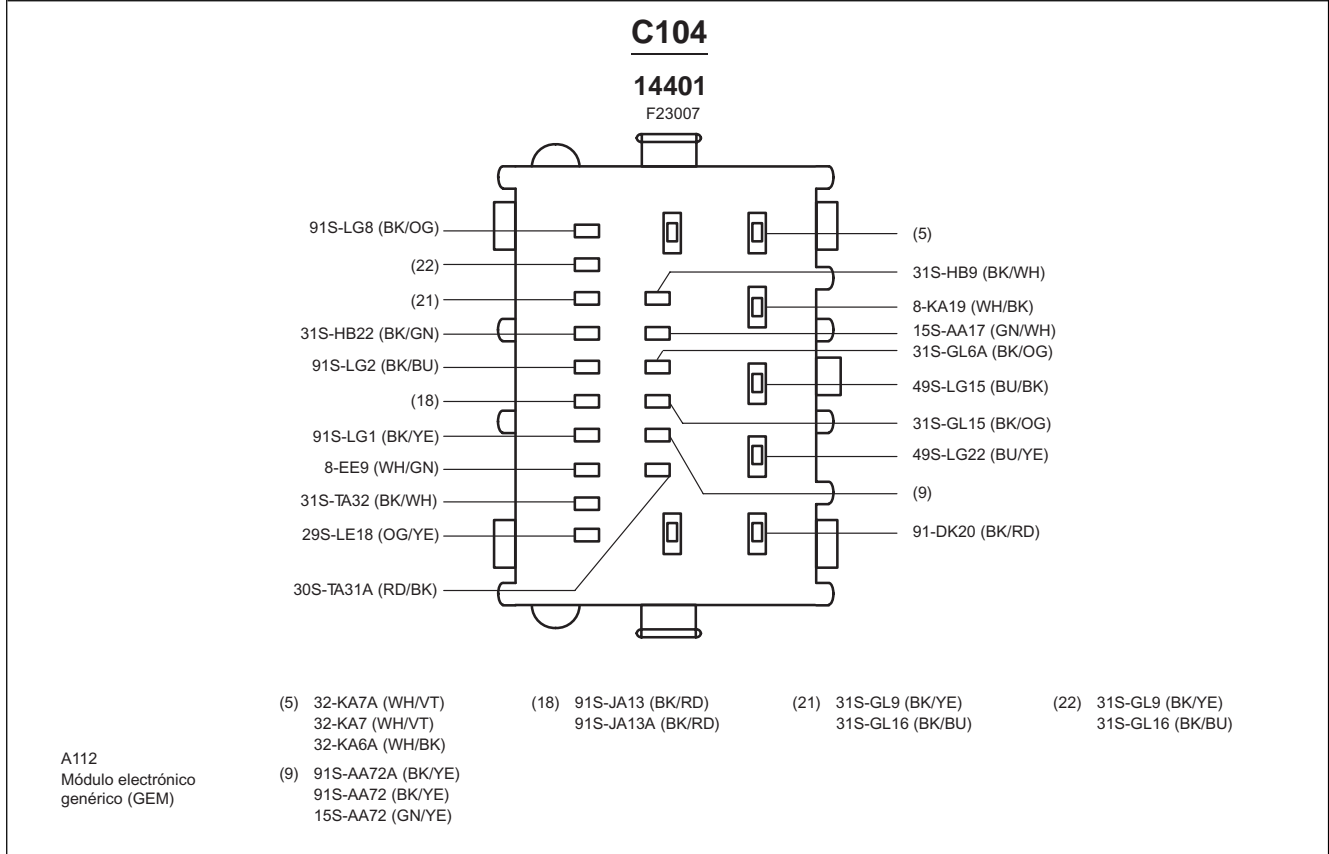 C104
14401
F23007
91S-LG8 (BK/OG)
(22)
(21)
31S-HB22 (BK/GN)
91S-LG2 (BK/BU)
(18)
91S-LG1 (BK/YE)
8-EE9 (WH/GN)
31S-TA32 (BK/WH)
29S-LE18 (OG/YE)
30S-TA31A (RD/BK)
(5)
31S-HB9 (BK/WH)
8-KA19 (WH/BK)
15S-AA17 (GN/WH)
31S-GL6A (BK/OG)
49S-LG15 (BU/BK)
31S-GL15 (BK/OG)
49S-LG22 (BU/YE)
(9)
91-DK20 (BK/RD)
(5) 32-KA7A (WH/VT)
32-KA7 (WH/VT)
32-KA6A (WH/BK)
(9) 91S-AA72A (BK/YE)
91S-AA72 (BK/YE)
15S-AA72 (GN/YE)
(18) 91S-JA13 (BK/RD)
91S-JA13A (BK/RD)
(21) 31S-GL9 (BK/YE)
31S-GL16 (BK/BU)
(22) 31S-GL9 (BK/YE)
31S-GL16 (BK/BU)
A112
Módulo electrónico
genérico (GEM)